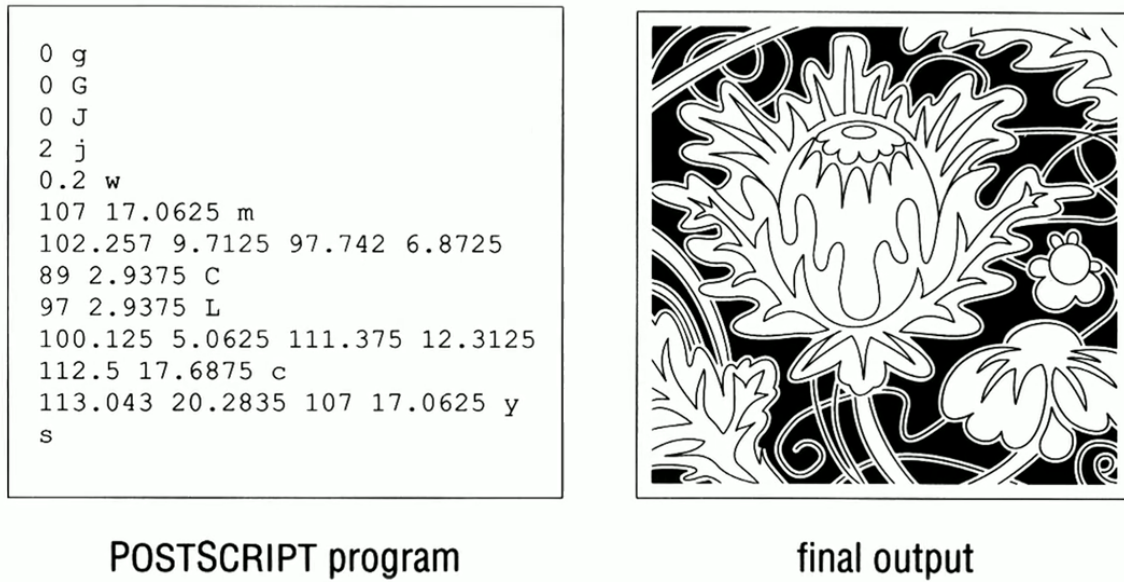 0 g
0 G
0 J
2 j
0.2 w
107 17.0625 m
102.257 9.7125 97.742 6.8725
89 2.9375 C
97 2.9375 L
100.125 5.0625 111.375 12.3125
112.5 17.6875 c
113.043 20.2835 107 17.0625 y
s
POSTSCRIPT program
final output